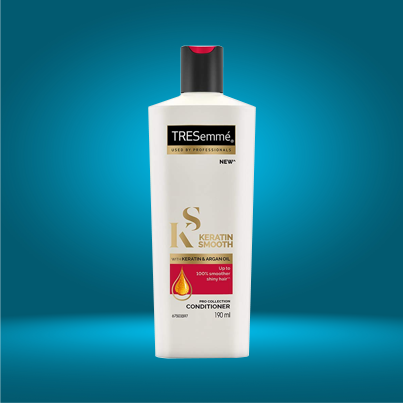 TRESemmé®
USED BY PROFESSIONALS
NEW*
KS
KERATIN
SMOOTH
WITH KERATIN & ARGAN OIL
Up to
100% smoother
shiny hair**
PRO COLLECTION
CONDITIONER
190 ml